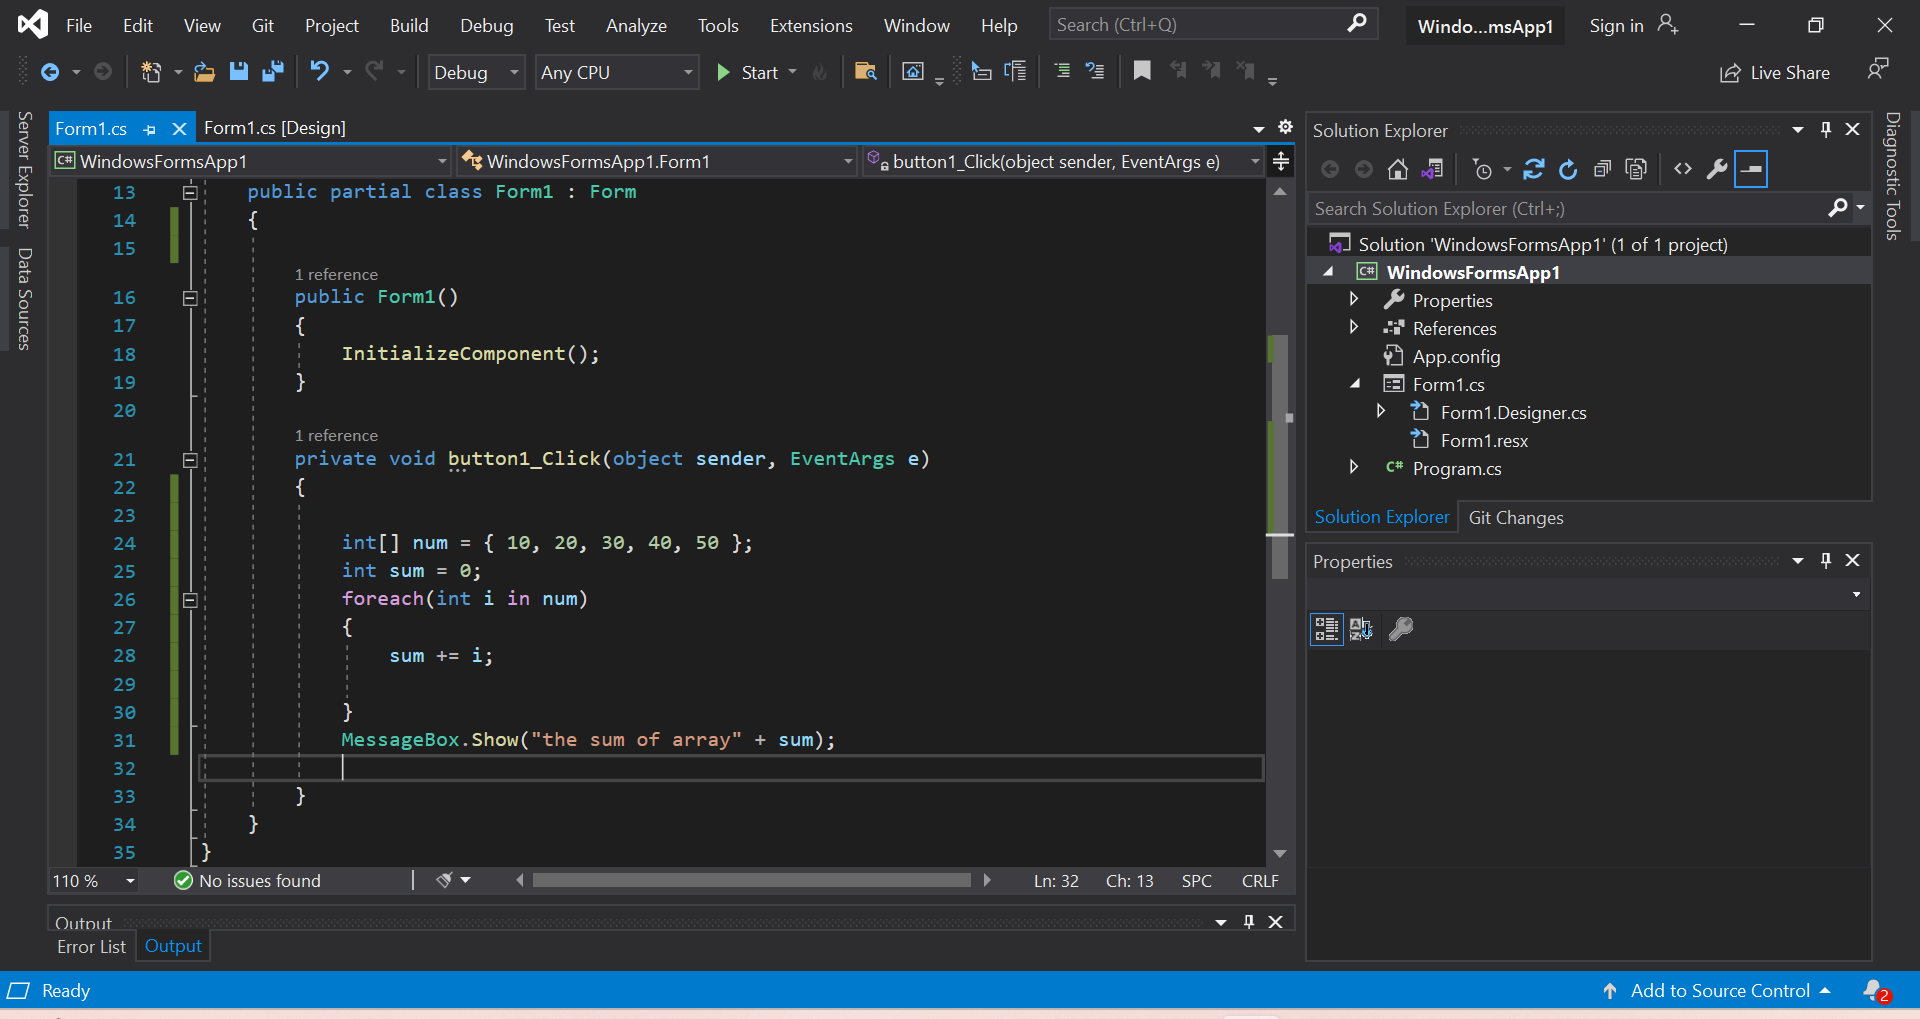 File Edit View Git Project Build Debug Test Analyze Tools Extensions Window Help Search (Ctrl+Q) Windo...msApp1 Sign in
Debug Any CPU Start Live Share
Server Explorer
Data Sources
Form1.cs Form1.cs [Design]
C# WindowsFormsApp1 WindowsFormsApp1.Form1 button1_Click(object sender, EventArgs e)
13 public partial class Form1 : Form
14 {
15
1 reference
16 public Form1()
17 {
18 InitializeComponent();
19 }
20
1 reference
21 private void button1_Click(object sender, EventArgs e)
22 {
23
24 int[] num = { 10, 20, 30, 40, 50 };
25 int sum = 0;
26 foreach(int i in num)
27 {
28 sum += i;
29
30 }
31 MessageBox.Show("the sum of array" + sum);
32
33 }
34 }
35 }
110 % No issues found Ln: 32 Ch: 13 SPC CRLF
Output
Error List Output
Solution Explorer
Search Solution Explorer (Ctrl+;)
Solution 'WindowsFormsApp1' (1 of 1 project)
C# WindowsFormsApp1
Properties
References
App.config
Form1.cs
Form1.Designer.cs
Form1.resx
C# Program.cs
Solution Explorer Git Changes
Properties
Diagnostic Tools
Ready Add to Source Control 2